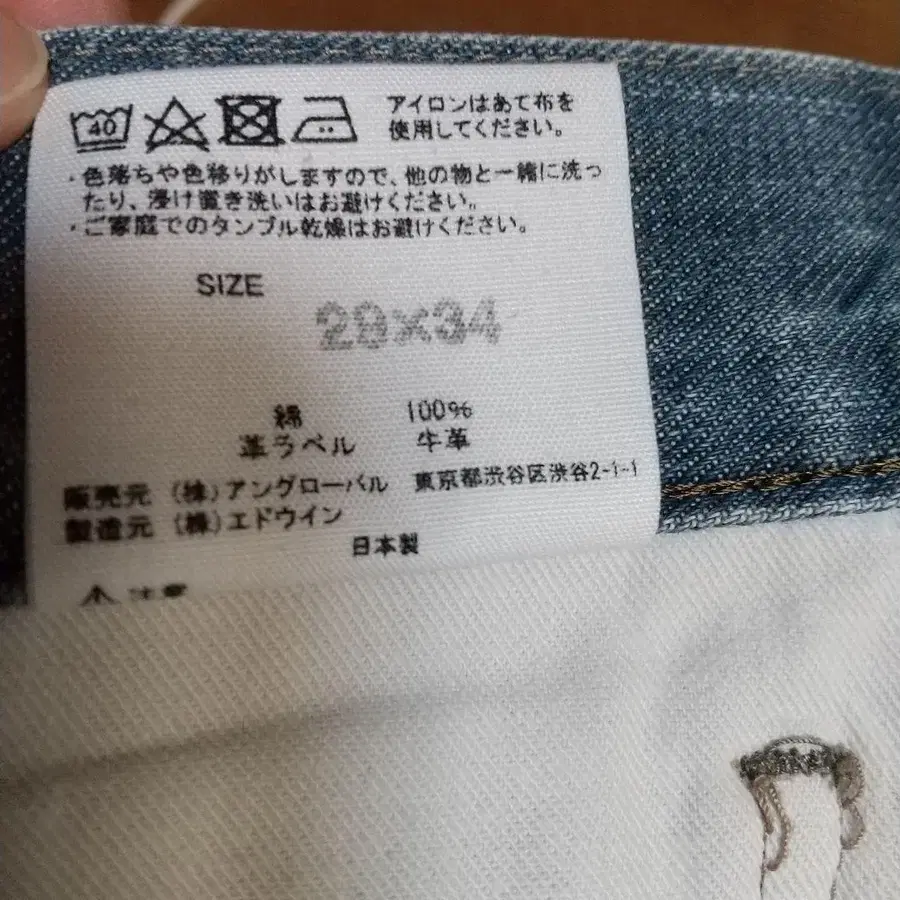 40
アイロンはあて布を
使用してください。
・色落ちや色移りがしますので、他の物と一緒に洗っ
たり、浸け置き洗いはお避けください。
・ご家庭でのタンブル乾燥はお避けください。
SIZE
28×34
綿 100%
革ラベル 牛革
販売元 (株)アングローバル 東京都渋谷区渋谷2-1-1
製造元 (株)エドウイン
日本製
注意